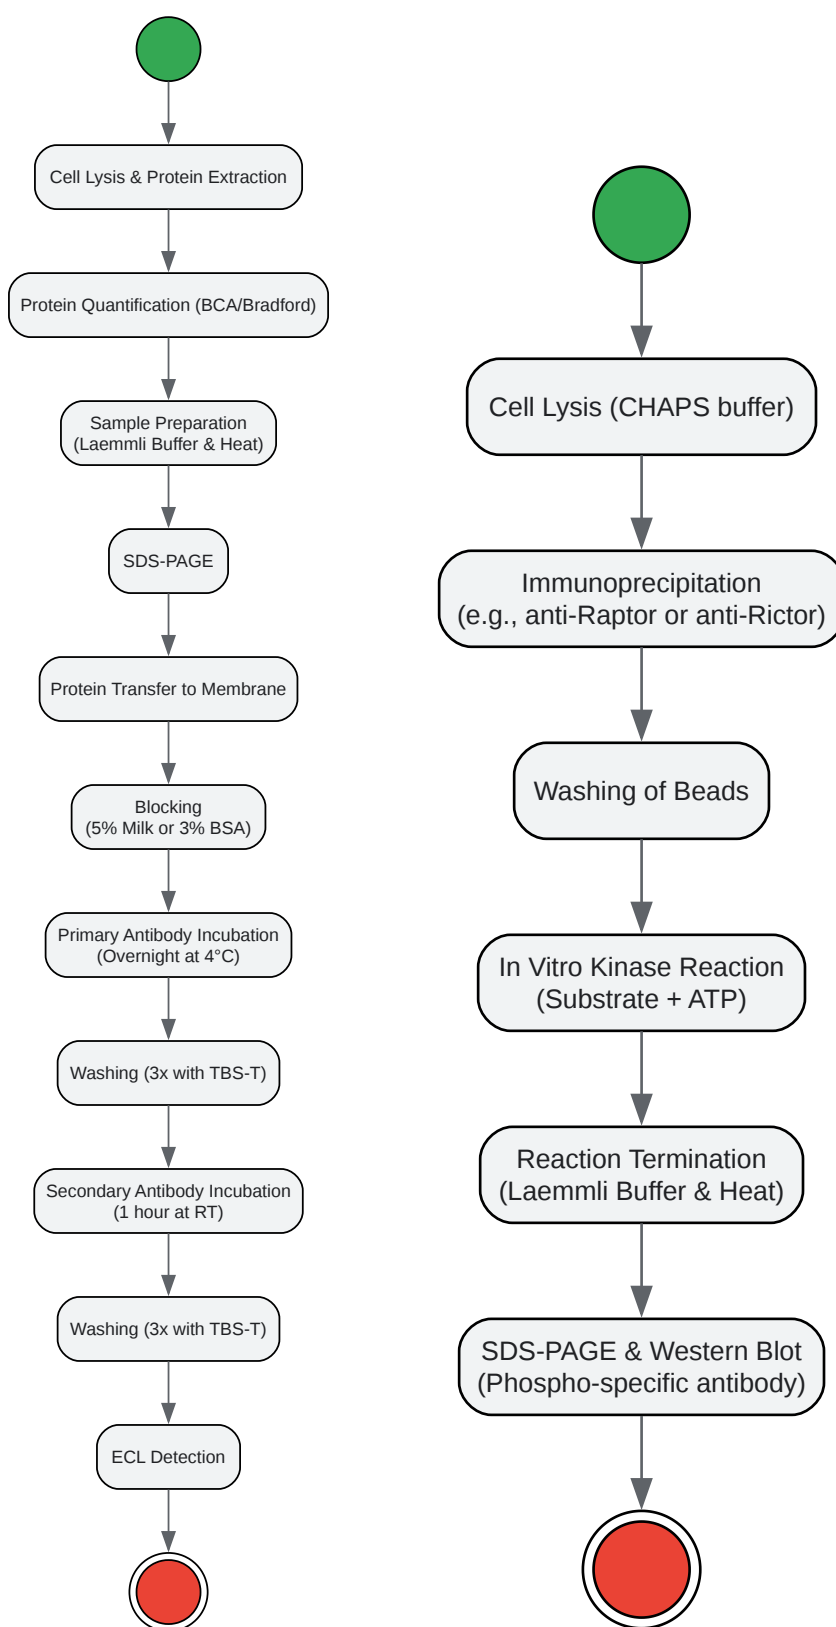 Cell Lysis & Protein Extraction
Protein Quantification (BCA/Bradford)
Sample Preparation
(Laemmli Buffer & Heat)
SDS-PAGE
Protein Transfer to Membrane
Blocking
(5% Milk or 3% BSA)
Primary Antibody Incubation
(Overnight at 4°C)
Washing (3x with TBS-T)
Secondary Antibody Incubation
(1 hour at RT)
Washing (3x with TBS-T)
ECL Detection
Cell Lysis (CHAPS buffer)
Immunoprecipitation
(e.g., anti-Raptor or anti-Rictor)
Washing of Beads
In Vitro Kinase Reaction
(Substrate + ATP)
Reaction Termination
(Laemmli Buffer & Heat)
SDS-PAGE & Western Blot
(Phospho-specific antibody)